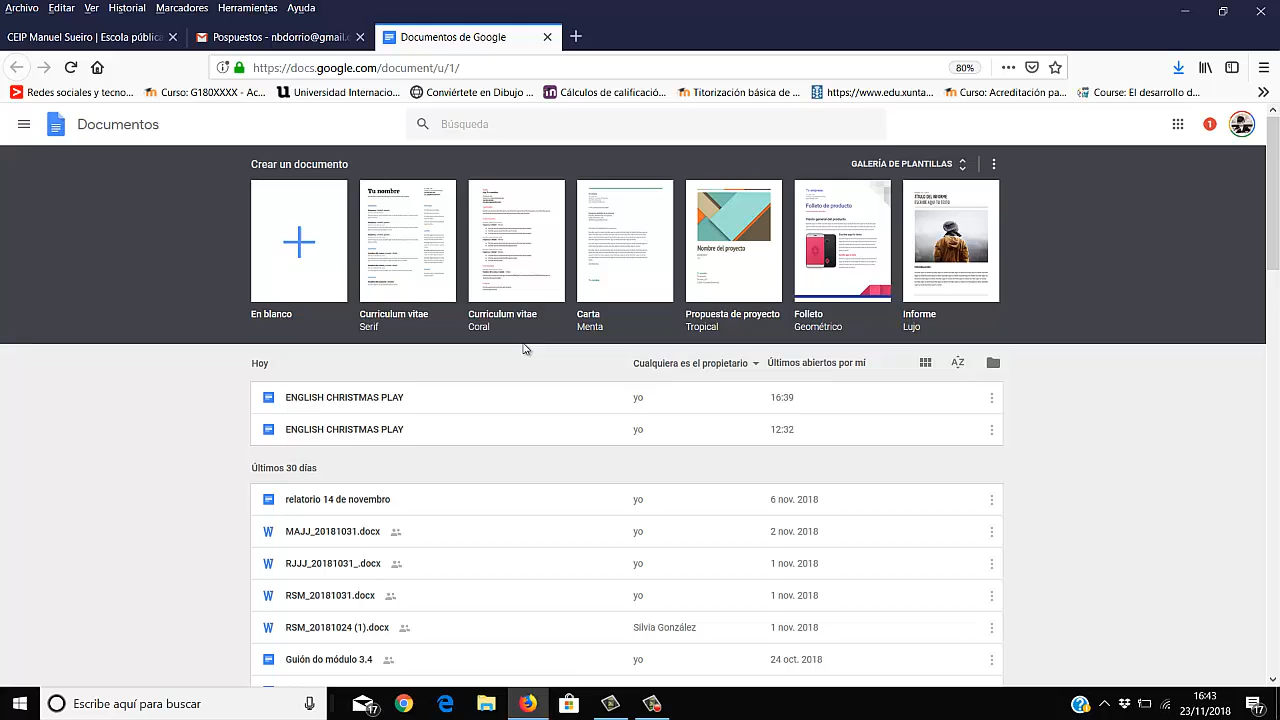 Archivo Editar Ver Historial Marcadores Herramientas Ayuda
CEIP Manuel Sueiro | Escola pública
Pospuestos - nbdorrio@gmail.c
Documentos de Google
https://docs.google.com/document/u/1/
80%
Redes sociales y tecno...
Curso: G180XXXX - Ac...
Universidad Internacio...
Conviértete en Dibujo ...
Cálculos de calificació...
Titorización básica de ...
https://www.edu.xunta...
Curso: Acreditación pa...
Course: El desarrollo d...
Documentos
Búsqueda
1
Crear un documento
GALERÍA DE PLANTILLAS
Tu nombre
Nombre del proyecto
Tu empresa
Folleto de producto
TÍTULO DEL INFORME
En blanco
Currículum vitae
Serif
Currículum vitae
Coral
Carta
Menta
Propuesta de proyecto
Tropical
Folleto
Geométrico
Informe
Lujo
Hoy
Cualquiera es el propietario
Últimos abiertos por mí
AZ
ENGLISH CHRISTMAS PLAY yo 16:39
ENGLISH CHRISTMAS PLAY yo 12:32
Últimos 30 días
relatorio 14 de novembro yo 6 nov. 2018
MAJJ_20181031.docx yo 2 nov. 2018
RJJJ_20181031_.docx yo 1 nov. 2018
RSM_20181031.docx yo 1 nov. 2018
RSM_20181024 (1).docx Silvia González 1 nov. 2018
Guión do módulo 3.4 yo 24 oct. 2018
Escribe aquí para buscar
16:43
23/11/2018